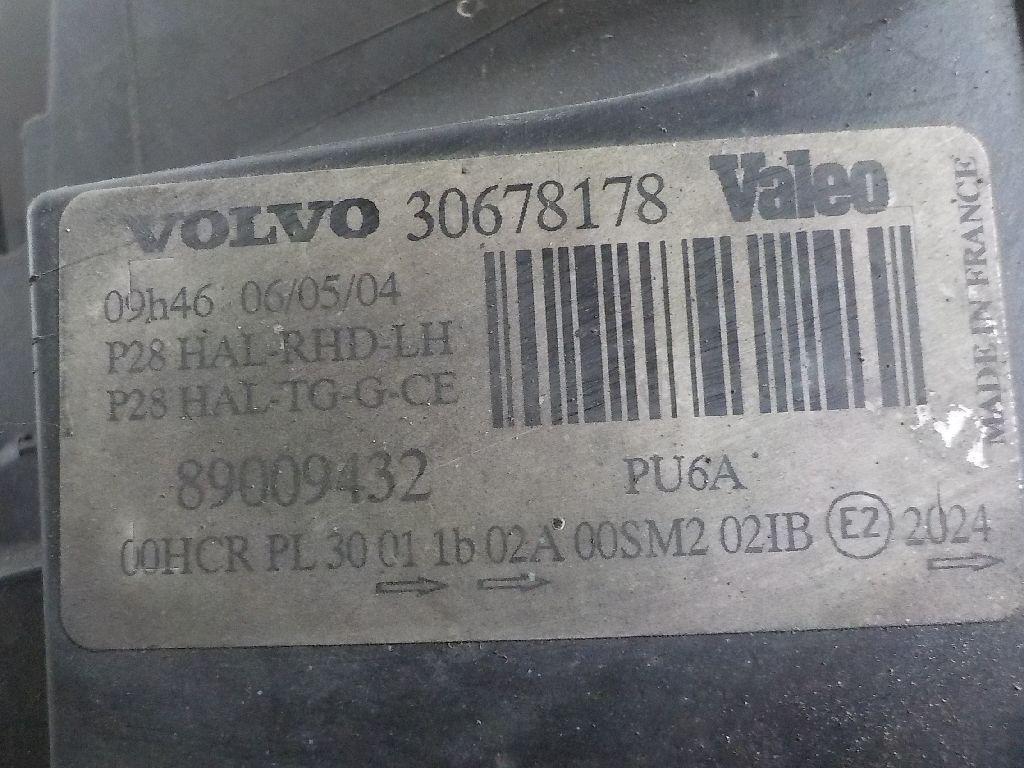 VOLVO 30678178 Valeo
09h46 06/05/04
P28 HAL-RHD-LH
P28 HAL-TG-G-CE
89009432 PU6A
00HCR PL 30 01 1b 02A 00SM2 02IB E2 2024
MADE IN FRANCE